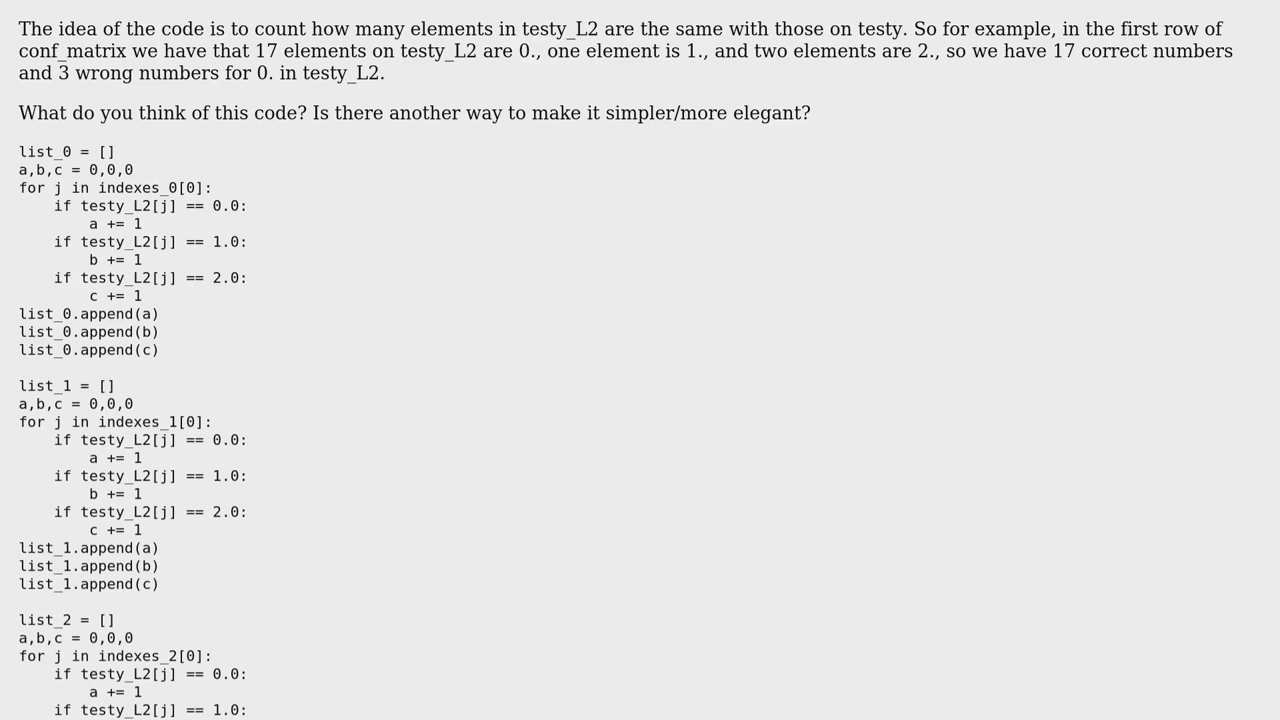 The idea of the code is to count how many elements in testy_L2 are the same with those on testy. So for example, in the first row of
conf_matrix we have that 17 elements on testy_L2 are 0., one element is 1., and two elements are 2., so we have 17 correct numbers
and 3 wrong numbers for 0. in testy_L2.

What do you think of this code? Is there another way to make it simpler/more elegant?

list_0 = []
a,b,c = 0,0,0
for j in indexes_0[0]:
    if testy_L2[j] == 0.0:
        a += 1
    if testy_L2[j] == 1.0:
        b += 1
    if testy_L2[j] == 2.0:
        c += 1
list_0.append(a)
list_0.append(b)
list_0.append(c)

list_1 = []
a,b,c = 0,0,0
for j in indexes_1[0]:
    if testy_L2[j] == 0.0:
        a += 1
    if testy_L2[j] == 1.0:
        b += 1
    if testy_L2[j] == 2.0:
        c += 1
list_1.append(a)
list_1.append(b)
list_1.append(c)

list_2 = []
a,b,c = 0,0,0
for j in indexes_2[0]:
    if testy_L2[j] == 0.0:
        a += 1
    if testy_L2[j] == 1.0: